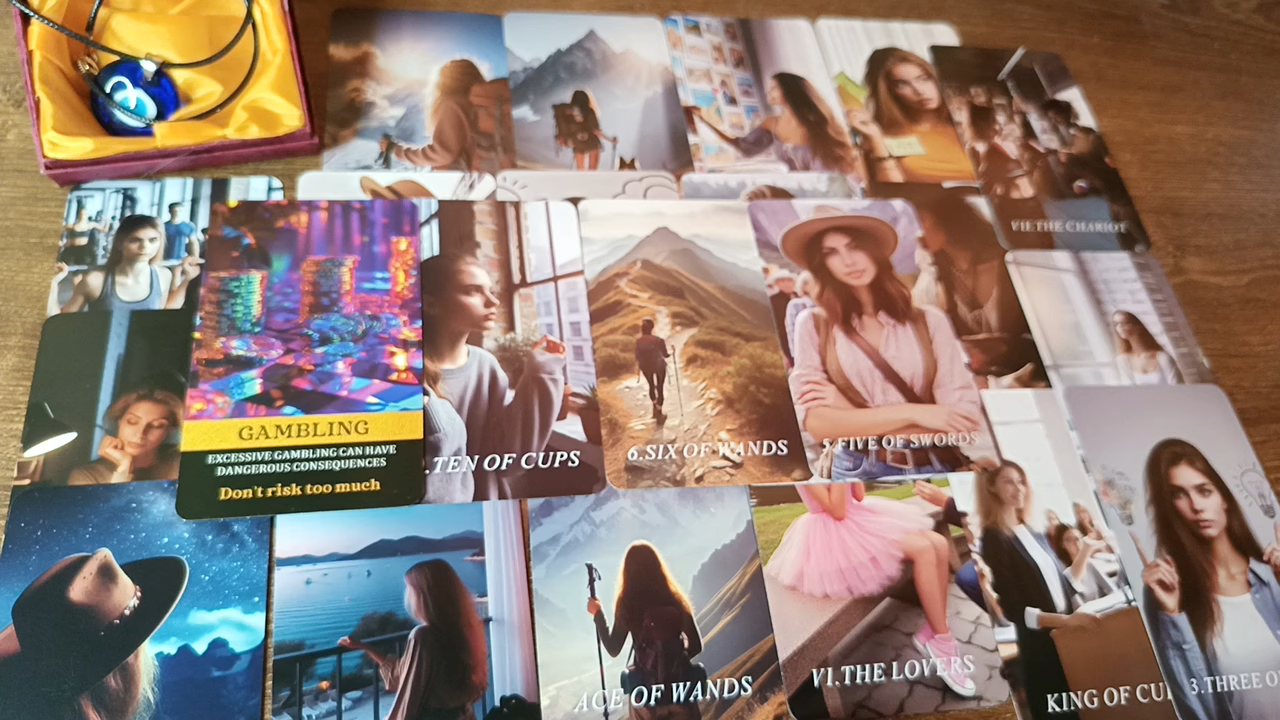 VII.THE CHARIOT
GAMBLING
EXCESSIVE GAMBLING CAN HAVE
DANGEROUS CONSEQUENCES
Don't risk too much
.TEN OF CUPS
6.SIX OF WANDS
5.FIVE OF SWORDS
ACE OF WANDS
VI.THE LOVERS
KING OF CU
3.THREE O